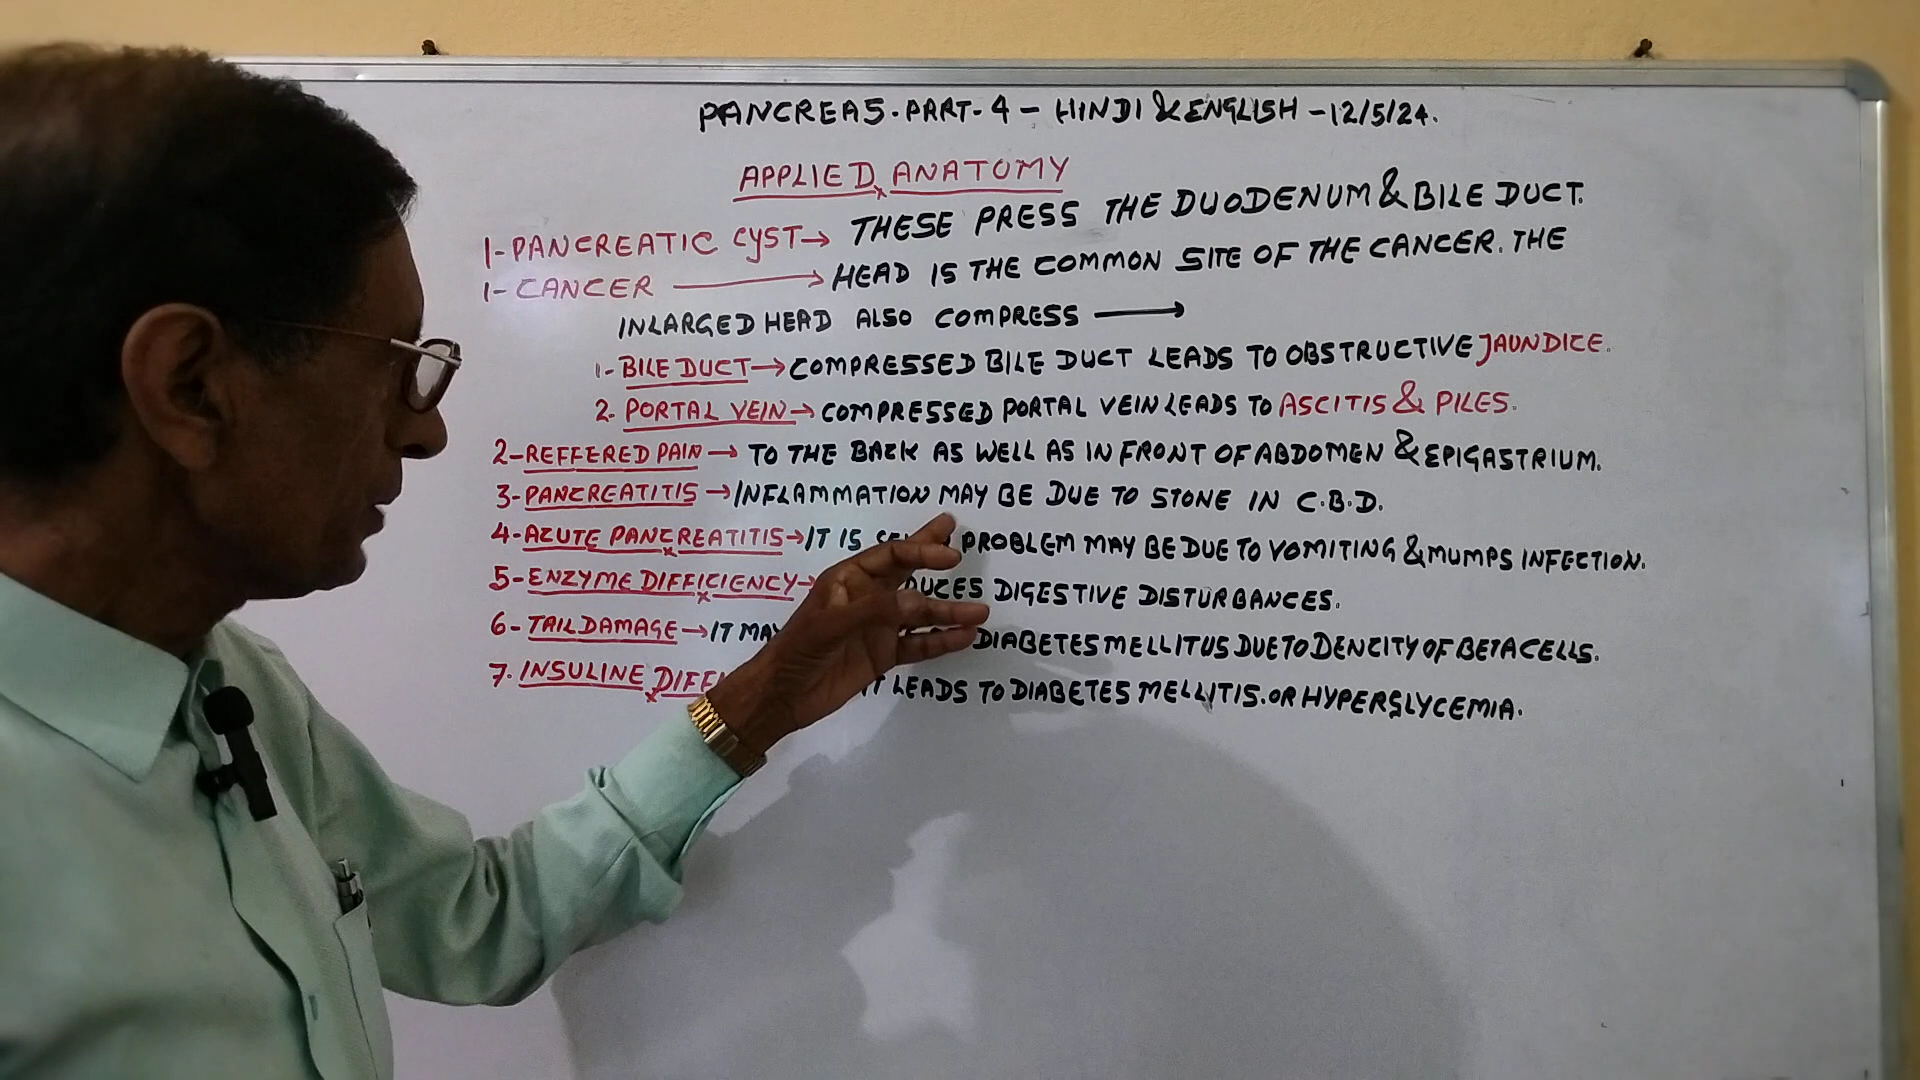 PANCREAS.PART-4 - HINDI & ENGLISH - 12/5/24.
APPLIED ANATOMY
1-PANCREATIC CYST→ THESE PRESS THE DUODENUM & BILE DUCT.
1- CANCER → HEAD IS THE COMMON SITE OF THE CANCER. THE
INLARGED HEAD ALSO COMPRESS →
1- BILE DUCT→COMPRESSED BILE DUCT LEADS TO OBSTRUCTIVE JAUNDICE.
2. PORTAL VEIN→ COMPRESSED PORTAL VEIN LEADS TO ASCITIS & PILES.
2-REFFERED PAIN → TO THE BACK AS WELL AS IN FRONT OF ABDOMEN & EPIGASTRIUM.
3-PANCREATITIS →INFLAMMATION MAY BE DUE TO STONE IN C.B.D.
4-ACUTE PANCREATITIS→IT IS PROBLEM MAY BE DUE TO VOMITING & MUMPS INFECTION.
5-ENZYME DIFFICIENCY→ DIGESTIVE DISTURBANCES.
6- TAIL DAMAGE→IT MAY DIABETES MELLITUS DUE TO DENCITY OF BETA CELLS.
7. INSULINE LEADS TO DIABETES MELLITIS. OR HYPERGLYCEMIA.